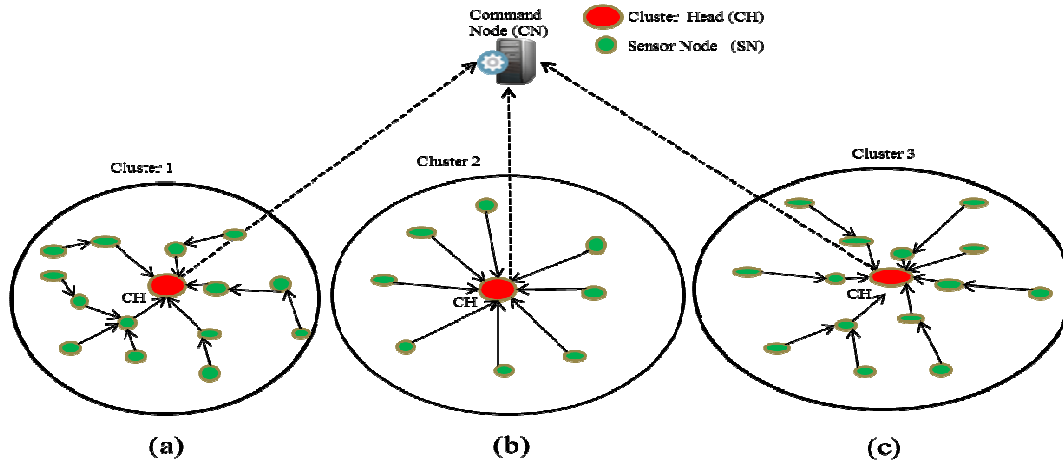 Command
Node (CN)
Cluster Head (CH)
Sensor Node (SN)
Cluster 1
Cluster 2
Cluster 3
CH
CH
CH
(a)
(b)
(c)